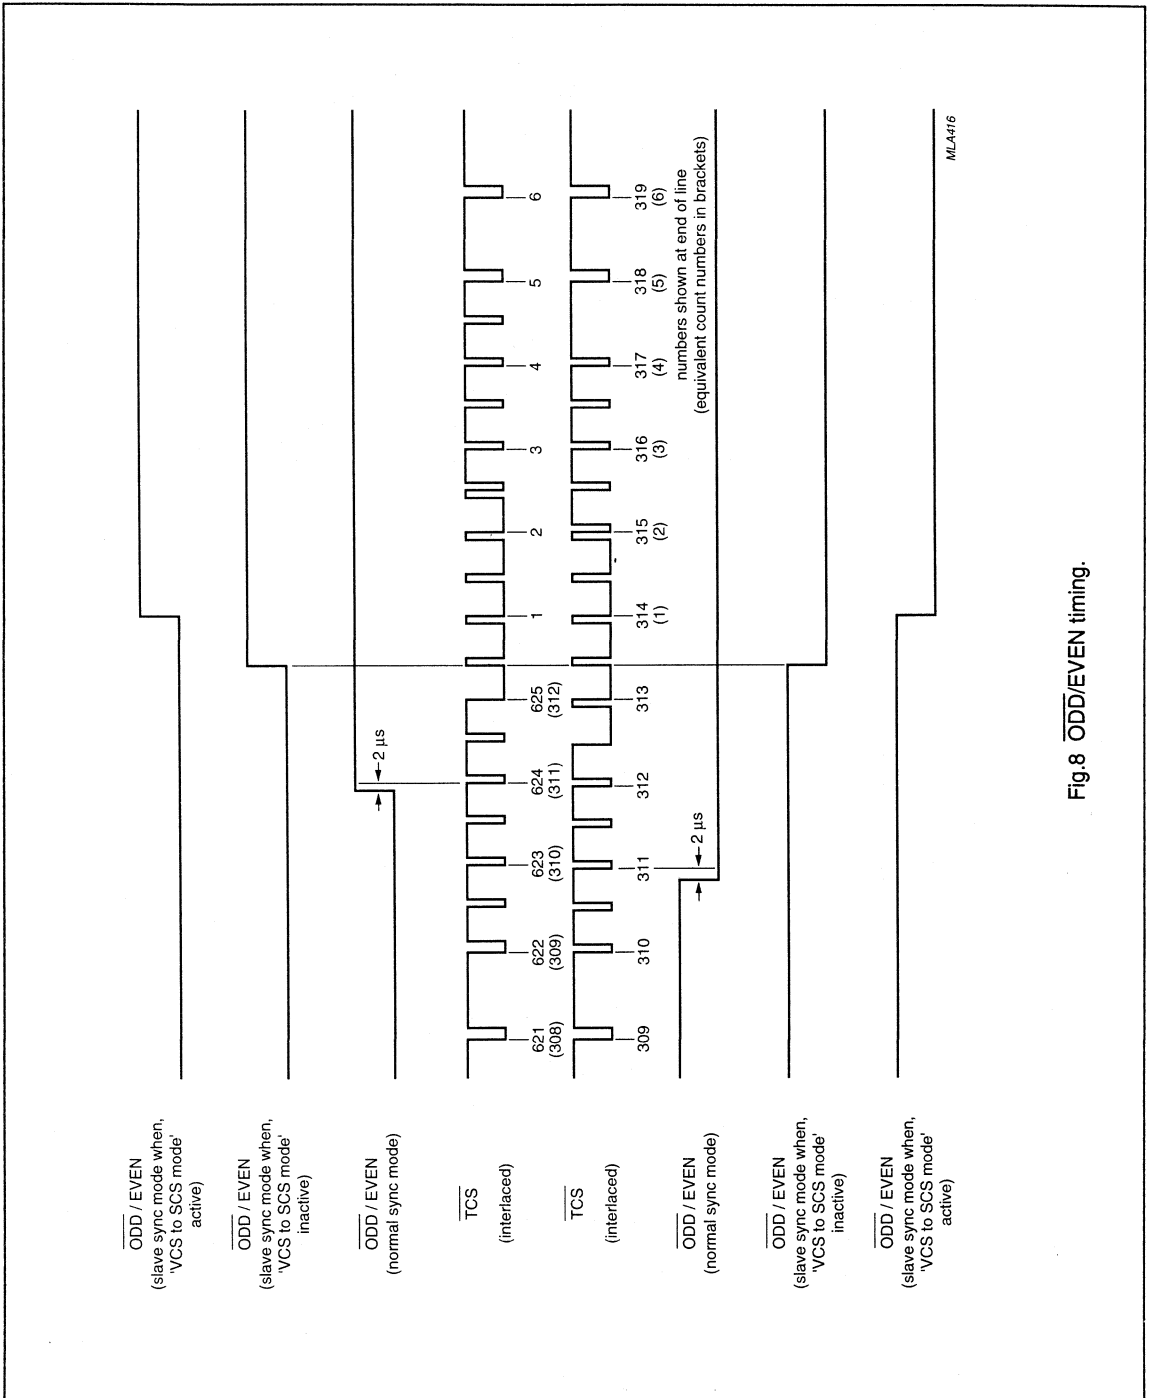 ODD / EVEN
(slave sync mode when,
'VCS to SCS mode'
active)
ODD / EVEN
(slave sync mode when,
'VCS to SCS mode'
inactive)
ODD / EVEN
(normal sync mode)
2 µs
TCS
(interlaced)
621 622 623 624 625 1 2 3 4 5 6
(308) (309) (310) (311) (312)
TCS
(interlaced)
309 310 311 312 313 314 315 316 317 318 319
(1) (2) (3) (4) (5) (6)
numbers shown at end of line
(equivalent count numbers in brackets)
ODD / EVEN
(normal sync mode)
2 µs
ODD / EVEN
(slave sync mode when,
'VCS to SCS mode'
inactive)
ODD / EVEN
(slave sync mode when,
'VCS to SCS mode'
active)
MLA416
Fig.8 ODD/EVEN timing.